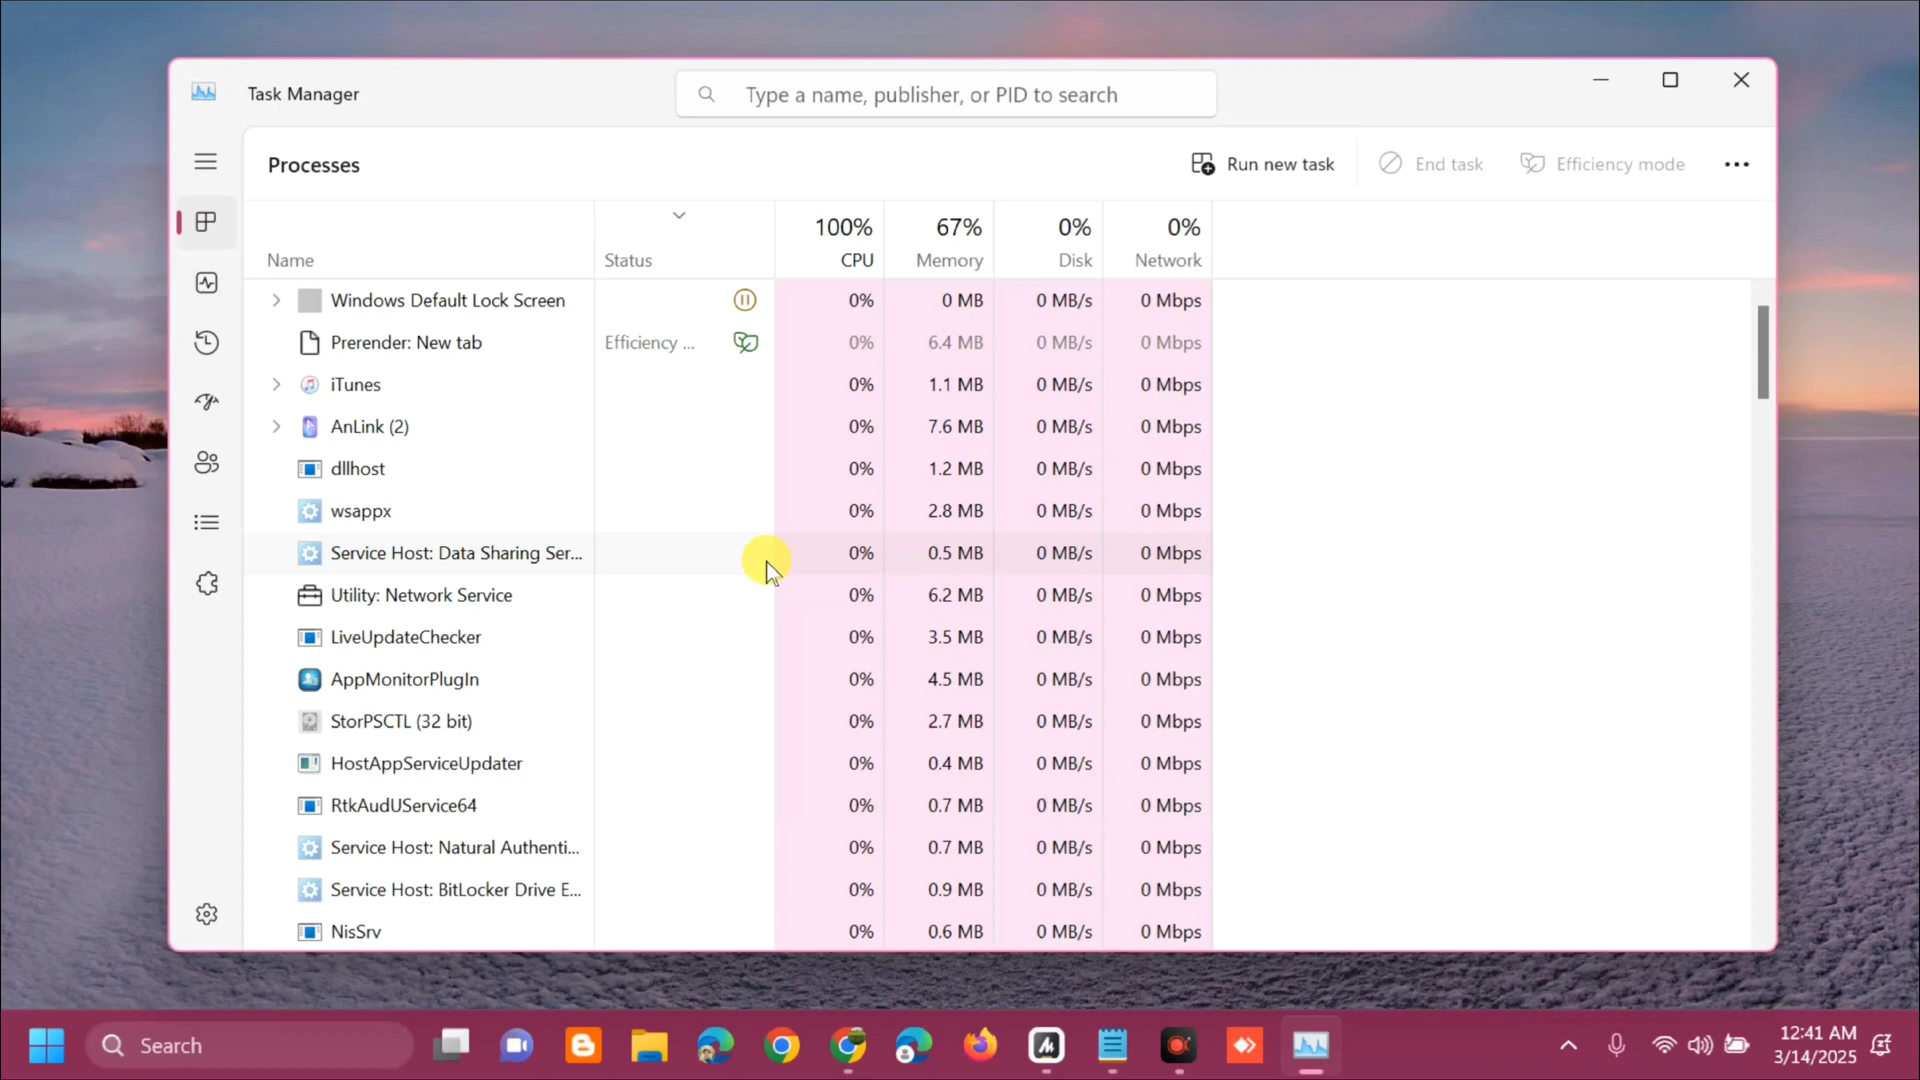 Task Manager
Type a name, publisher, or PID to search
Processes
Run new task
End task
Efficiency mode
100% 67% 0% 0%
Name Status CPU Memory Disk Network
Windows Default Lock Screen 0% 0 MB 0 MB/s 0 Mbps
Prerender: New tab Efficiency ... 0% 6.4 MB 0 MB/s 0 Mbps
iTunes 0% 1.1 MB 0 MB/s 0 Mbps
AnLink (2) 0% 7.6 MB 0 MB/s 0 Mbps
dllhost 0% 1.2 MB 0 MB/s 0 Mbps
wsappx 0% 2.8 MB 0 MB/s 0 Mbps
Service Host: Data Sharing Ser... 0% 0.5 MB 0 MB/s 0 Mbps
Utility: Network Service 0% 6.2 MB 0 MB/s 0 Mbps
LiveUpdateChecker 0% 3.5 MB 0 MB/s 0 Mbps
AppMonitorPlugIn 0% 4.5 MB 0 MB/s 0 Mbps
StorPSCTL (32 bit) 0% 2.7 MB 0 MB/s 0 Mbps
HostAppServiceUpdater 0% 0.4 MB 0 MB/s 0 Mbps
RtkAudUService64 0% 0.7 MB 0 MB/s 0 Mbps
Service Host: Natural Authenti... 0% 0.7 MB 0 MB/s 0 Mbps
Service Host: BitLocker Drive E... 0% 0.9 MB 0 MB/s 0 Mbps
NisSrv 0% 0.6 MB 0 MB/s 0 Mbps
Search
12:41 AM
3/14/2025